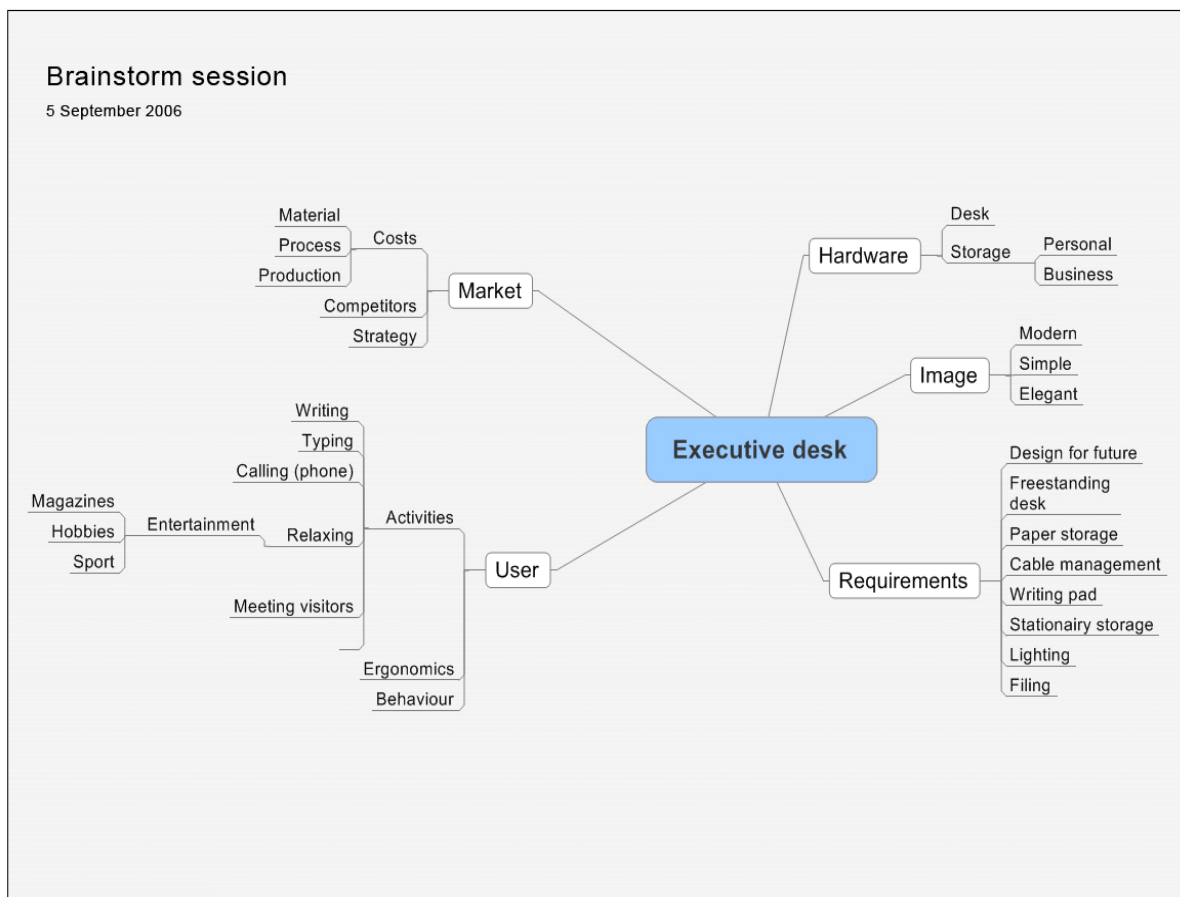 Brainstorm session
5 September 2006
Material
Process
Production
Costs
Competitors
Strategy
Market
Writing
Typing
Calling (phone)
Magazines
Hobbies
Sport
Entertainment
Relaxing
Meeting visitors
Activities
Ergonomics
Behaviour
User
Executive desk
Hardware
Desk
Storage
Personal
Business
Image
Modern
Simple
Elegant
Requirements
Design for future
Freestanding
desk
Paper storage
Cable management
Writing pad
Stationairy storage
Lighting
Filing